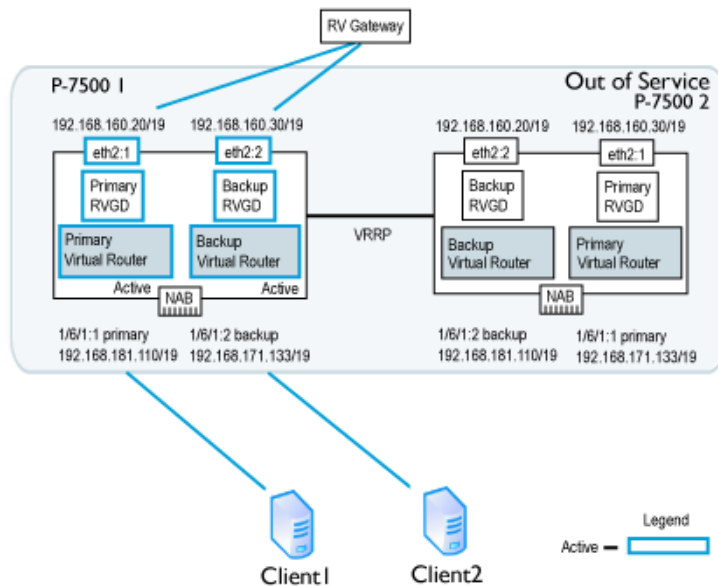 RV Gateway
P-7500 1
Out of Service
P-7500 2
192.168.160.20/19
192.168.160.30/19
192.168.160.20/19
192.168.160.30/19
eth2:1
eth2:2
eth2:2
eth2:1
Primary
RVGD
Backup
RVGD
Backup
RVGD
Primary
RVGD
VRRP
Primary
Virtual Router
Backup
Virtual Router
Backup
Virtual Router
Primary
Virtual Router
Active
Active
NAB
NAB
1/6/1:1 primary
192.168.181.110/19
1/6/1:2 backup
192.168.171.133/19
1/6/1:2 backup
192.168.181.110/19
1/6/1:1 primary
192.168.171.133/19
Client1
Client2
Legend
Active